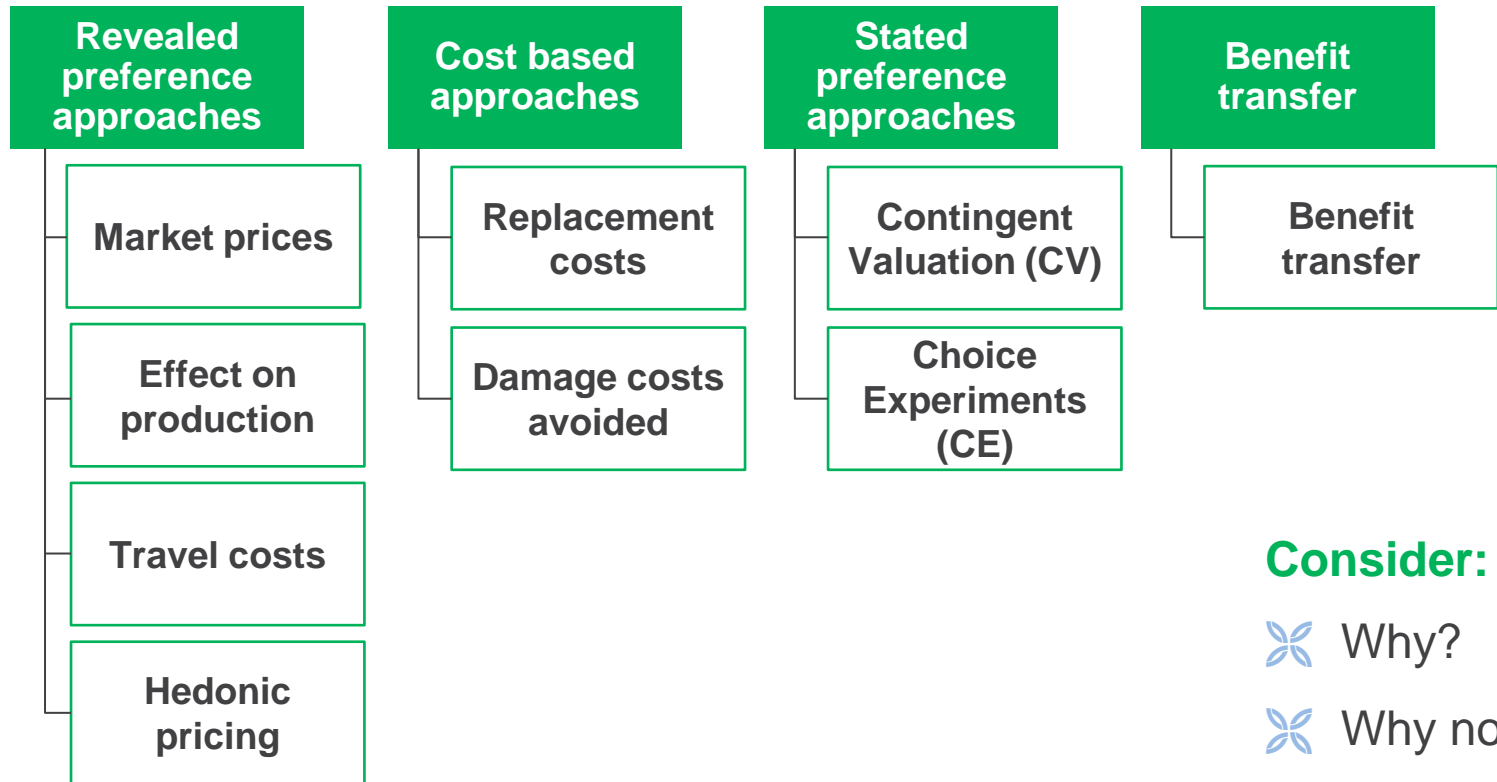 Revealed
preference
approaches
Market prices
Effect on
production
Travel costs
Hedonic
pricing
Cost based
approaches
Replacement
costs
Damage costs
avoided
Stated
preference
approaches
Contingent
Valuation (CV)
Choice
Experiments
(CE)
Benefit
transfer
Benefit
transfer
Consider:
Why?
Why